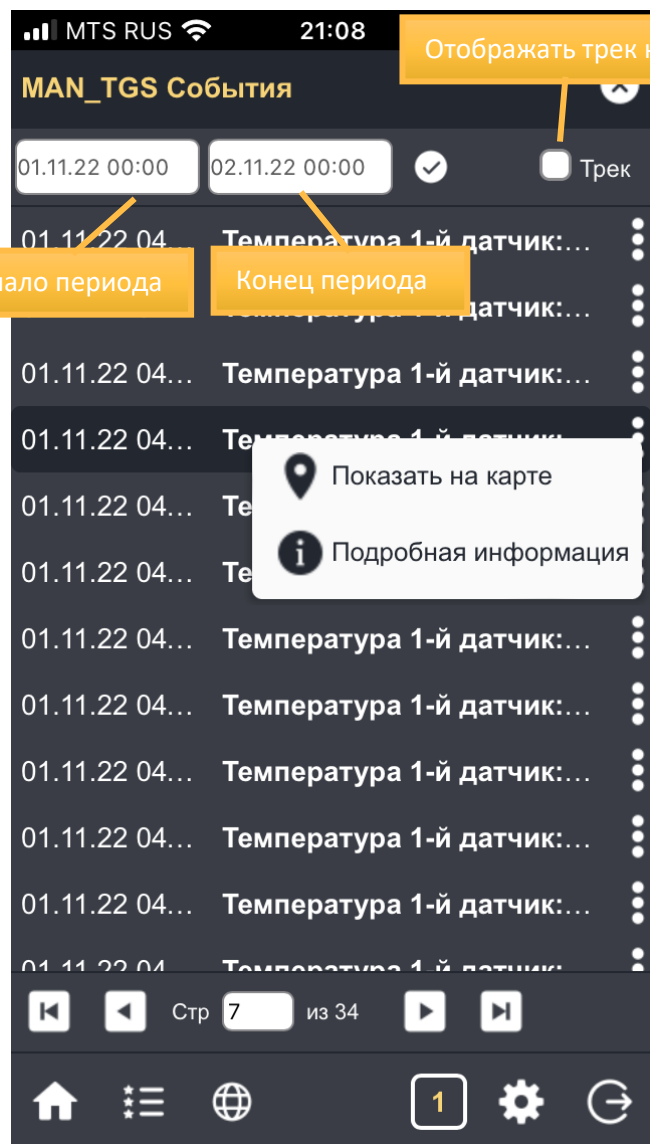 MTS RUS 21:08
Отображать трек
MAN_TGS События
01.11.22 00:00 02.11.22 00:00 Трек
01.11.22 04... Температура 1-й датчик:...
периода Конец периода
датчик:...
01.11.22 04... Температура 1-й датчик:...
01.11.22 04...
Показать на карте
01.11.22 04... Те
Подробная информация
01.11.22 04... Те
01.11.22 04... Температура 1-й датчик:...
01.11.22 04... Температура 1-й датчик:...
01.11.22 04... Температура 1-й датчик:...
01.11.22 04... Температура 1-й датчик:...
01.11.22 04... Температура 1-й датчик:...
01.11.22 04... Температура 1-й датчик:...
Стр 7 из 34
1